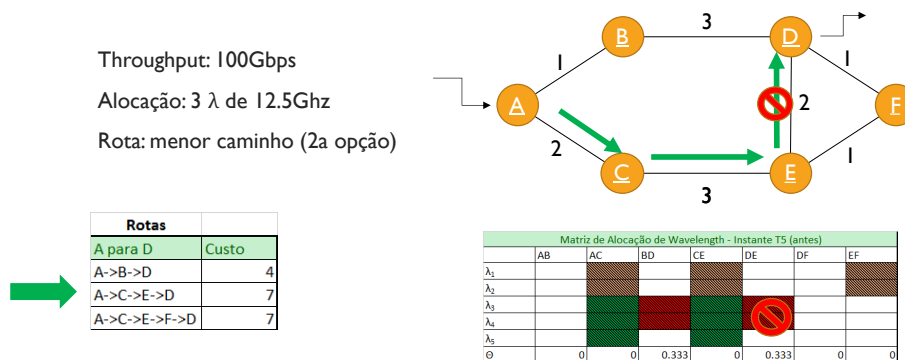 Throughput: 100Gbps
Alocação: 3 λ de 12.5Ghz
Rota: menor caminho (2a opção)
B 3 D
1 1
A 2 F
2 1
C 3 E
Rotas
A para D Custo
A->B->D 4
A->C->E->D 7
A->C->E->F->D 7
Matriz de Alocação de Wavelength - Instante T5 (antes)
AB AC BD CE DE DF EF
λ1
λ2
λ3
λ4
λ5
Θ 0 0 0.333 0 0.333 0 0